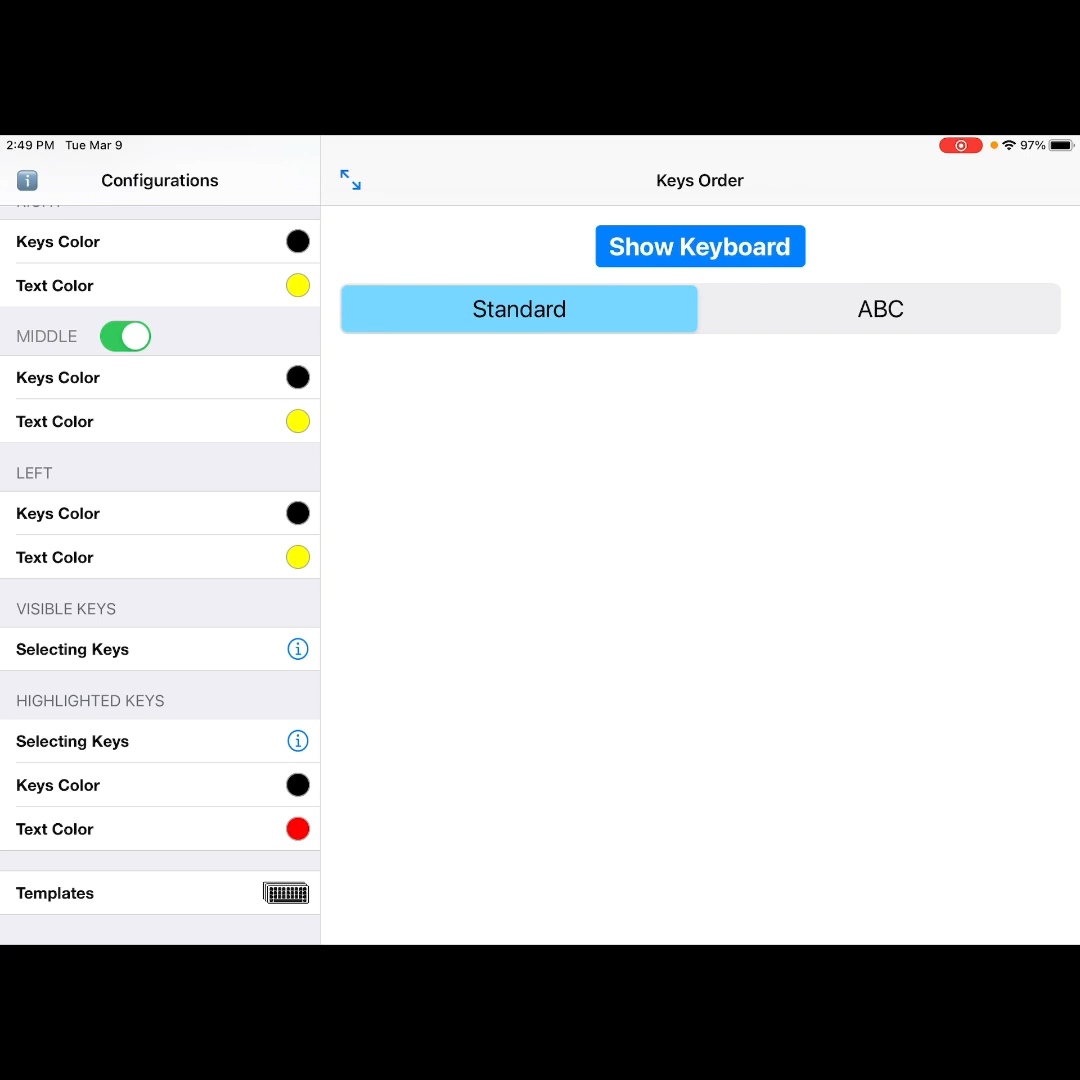 2:49 PM Tue Mar 9
97%
Configurations
Keys Color
Text Color
MIDDLE
Keys Color
Text Color
LEFT
Keys Color
Text Color
VISIBLE KEYS
Selecting Keys
HIGHLIGHTED KEYS
Selecting Keys
Keys Color
Text Color
Templates
Keys Order
Show Keyboard
Standard ABC